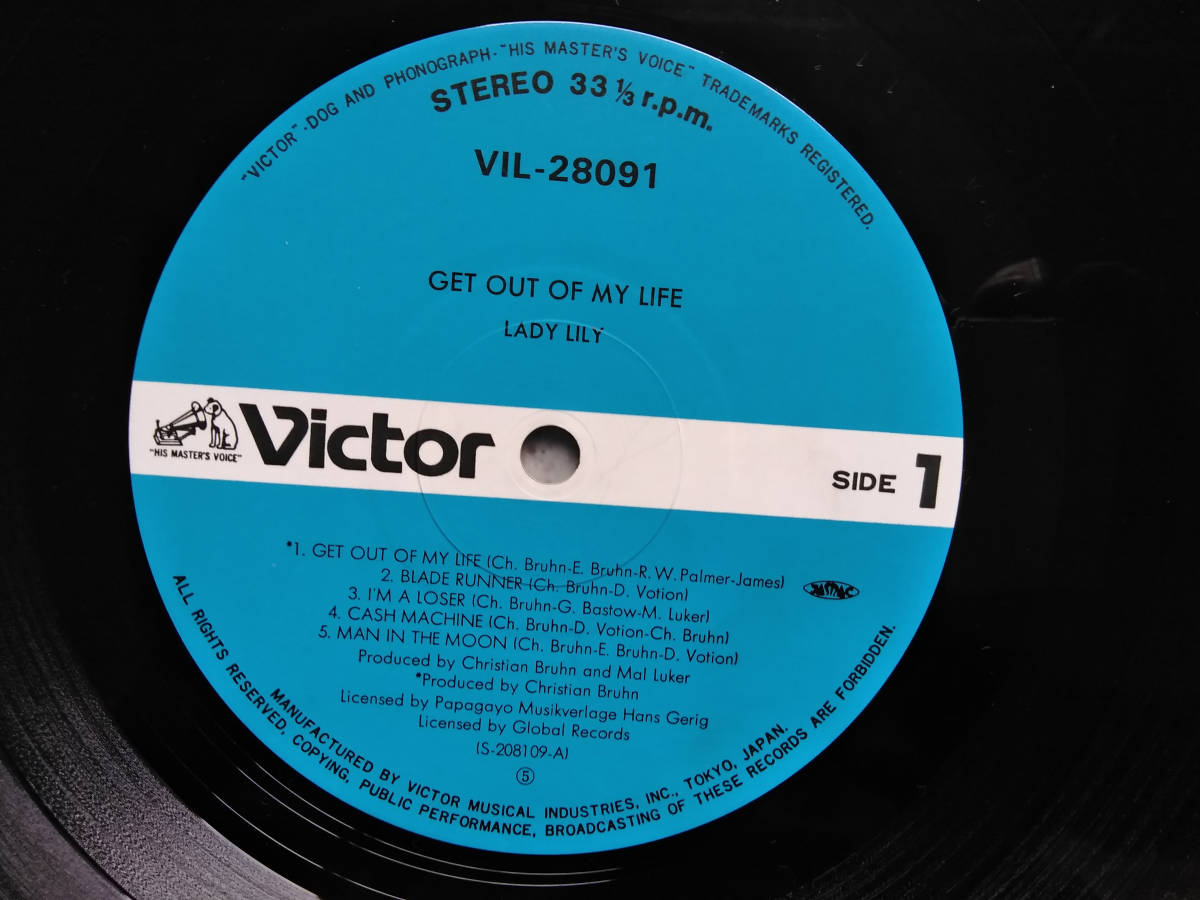 "VICTOR"-DOG AND PHONOGRAPH-"HIS MASTER'S VOICE" TRADEMARKS REGISTERED.
STEREO 33 1/3 r.p.m.
VIL-28091
GET OUT OF MY LIFE
LADY LILY
"HIS MASTER'S VOICE"
Victor
SIDE 1
*1. GET OUT OF MY LIFE (Ch. Bruhn-E. Bruhn-R. W. Palmer-James)
2. BLADE RUNNER (Ch. Bruhn-D. Votion)
3. I'M A LOSER (Ch. Bruhn-G. Bastow-M. Luker)
4. CASH MACHINE (Ch. Bruhn-D. Votion-Ch. Bruhn)
5. MAN IN THE MOON (Ch. Bruhn-E. Bruhn-D. Votion)
Produced by Christian Bruhn and Mal Luker
*Produced by Christian Bruhn
Licensed by Papagayo Musikverlage Hans Gerig
Licensed by Global Records
(S-208109-A)
⑤
MANUFACTURED BY VICTOR MUSICAL INDUSTRIES, INC., TOKYO, JAPAN.
ALL RIGHTS RESERVED, COPYING, PUBLIC PERFORMANCE, BROADCASTING OF THESE RECORDS ARE FORBIDDEN.